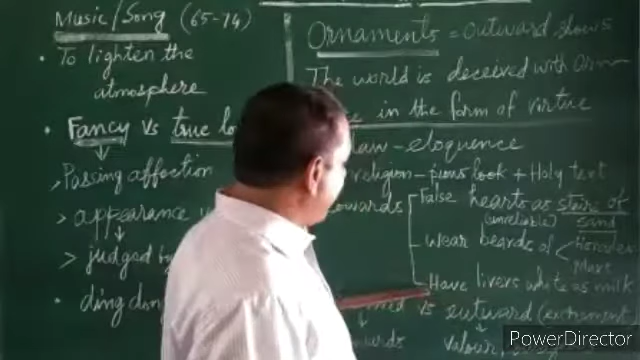 Music/Song (65-74)
• To lighten the
atmosphere
• Fancy vs true
> Passing affection
> appearance
> judged by
• ding dong
Ornaments = Outward shows
The world is deceived with Orn-
in the form of virtue
- eloquence
religion - pious look + Holy text
cowards
False hearts as stairs of
(unreliable) sand
Wear beards of < Hercules
Mars
Have livers white as milk
vs outward (excrement)
valour
PowerDirector